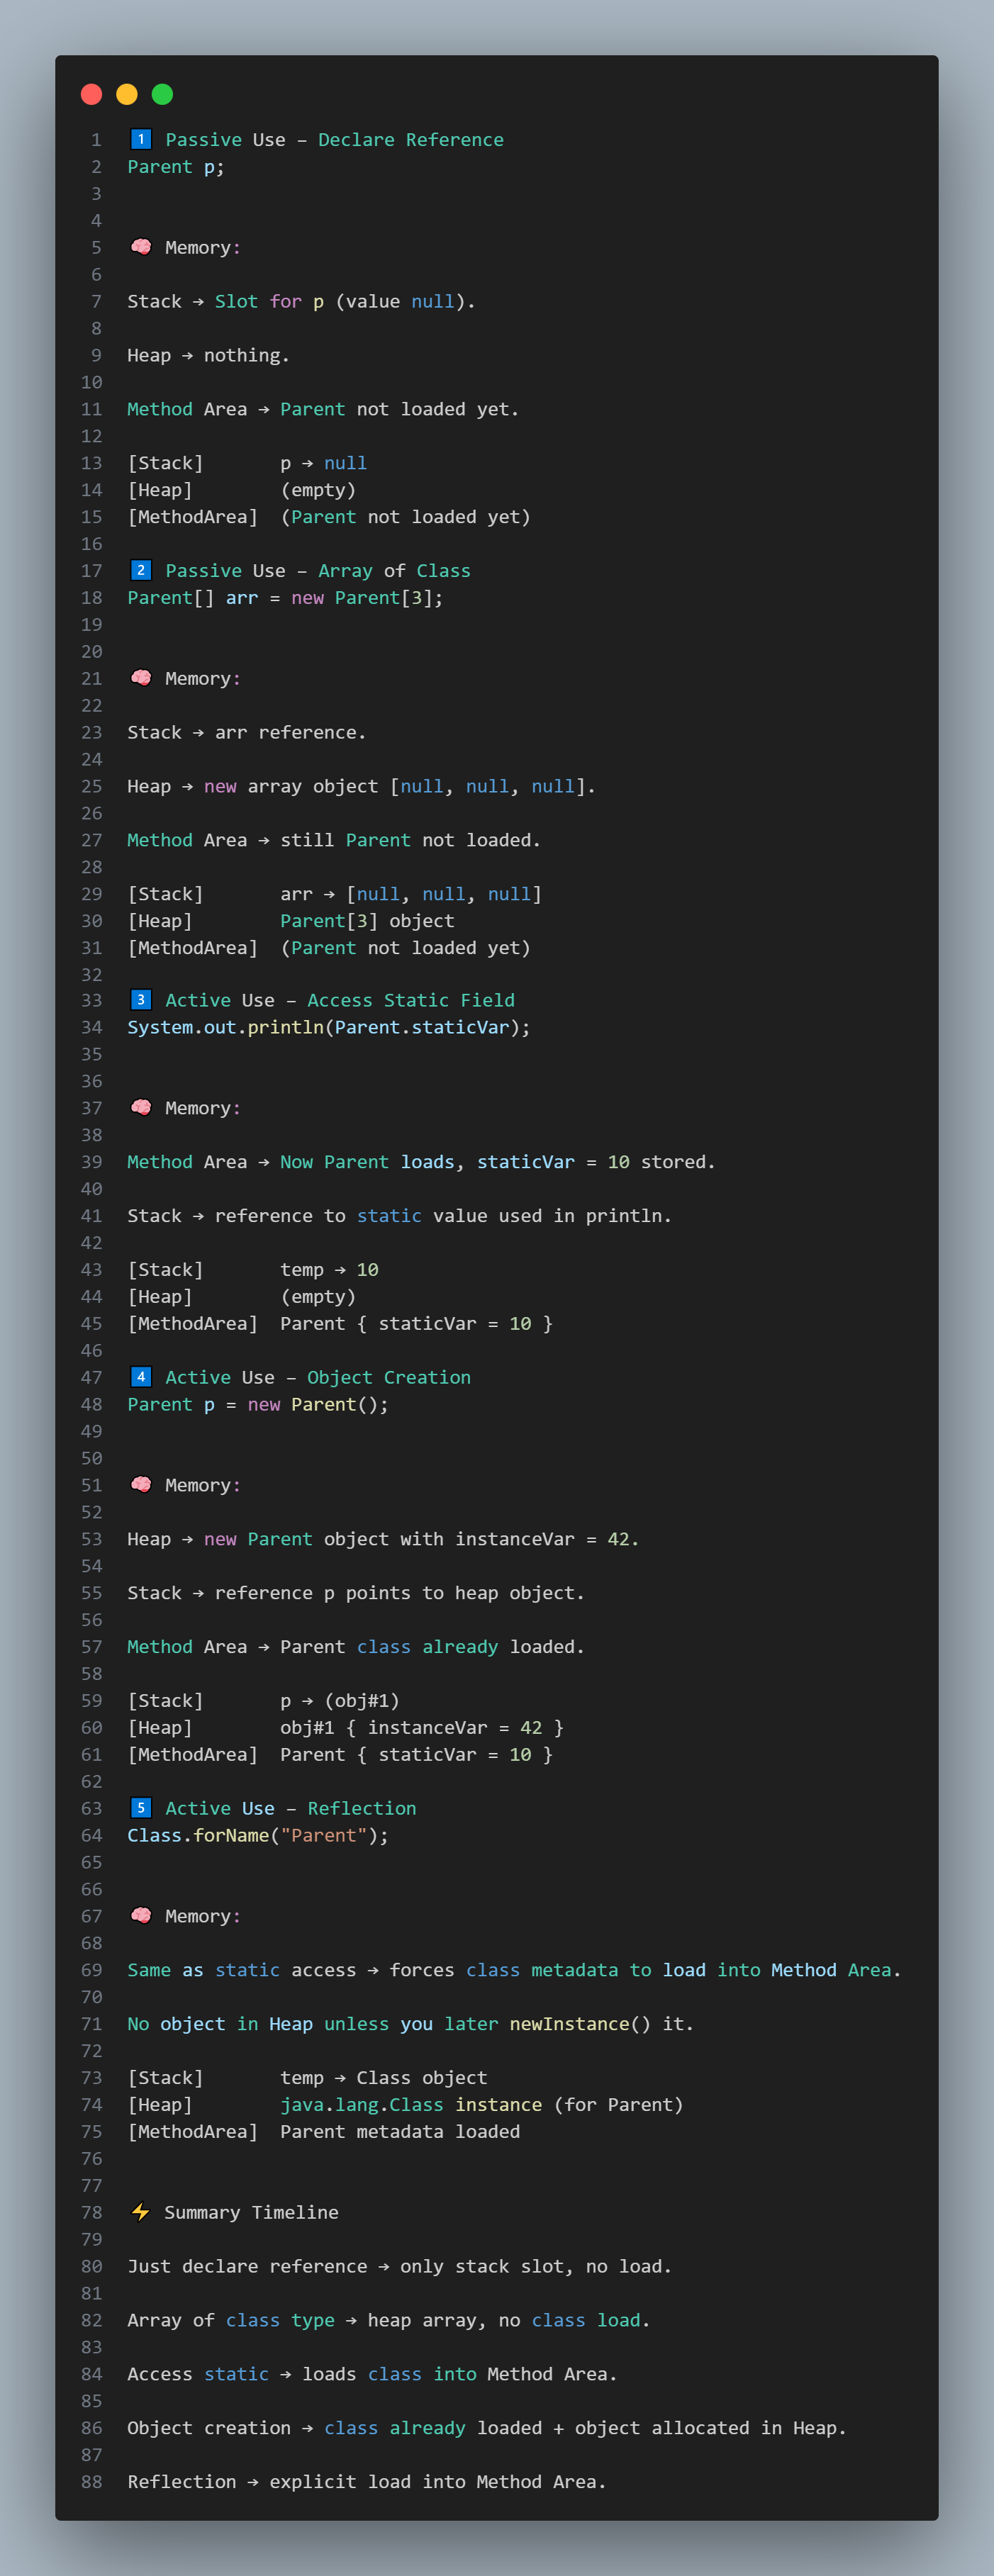 1 1️⃣ Passive Use – Declare Reference
2 Parent p;
3
4
5 🧠 Memory:
6
7 Stack → Slot for p (value null).
8
9 Heap → nothing.
10
11 Method Area → Parent not loaded yet.
12
13 [Stack]       p → null
14 [Heap]        (empty)
15 [MethodArea]  (Parent not loaded yet)
16
17 2️⃣ Passive Use – Array of Class
18 Parent[] arr = new Parent[3];
19
20
21 🧠 Memory:
22
23 Stack → arr reference.
24
25 Heap → new array object [null, null, null].
26
27 Method Area → still Parent not loaded.
28
29 [Stack]       arr → [null, null, null]
30 [Heap]        Parent[3] object
31 [MethodArea]  (Parent not loaded yet)
32
33 3️⃣ Active Use – Access Static Field
34 System.out.println(Parent.staticVar);
35
36
37 🧠 Memory:
38
39 Method Area → Now Parent loads, staticVar = 10 stored.
40
41 Stack → reference to static value used in println.
42
43 [Stack]       temp → 10
44 [Heap]        (empty)
45 [MethodArea]  Parent { staticVar = 10 }
46
47 4️⃣ Active Use – Object Creation
48 Parent p = new Parent();
49
50
51 🧠 Memory:
52
53 Heap → new Parent object with instanceVar = 42.
54
55 Stack → reference p points to heap object.
56
57 Method Area → Parent class already loaded.
58
59 [Stack]       p → (obj#1)
60 [Heap]        obj#1 { instanceVar = 42 }
61 [MethodArea]  Parent { staticVar = 10 }
62
63 5️⃣ Active Use – Reflection
64 Class.forName("Parent");
65
66
67 🧠 Memory:
68
69 Same as static access → forces class metadata to load into Method Area.
70
71 No object in Heap unless you later newInstance() it.
72
73 [Stack]       temp → Class object
74 [Heap]        java.lang.Class instance (for Parent)
75 [MethodArea]  Parent metadata loaded
76
77
78 ⚡ Summary Timeline
79
80 Just declare reference → only stack slot, no load.
81
82 Array of class type → heap array, no class load.
83
84 Access static → loads class into Method Area.
85
86 Object creation → class already loaded + object allocated in Heap.
87
88 Reflection → explicit load into Method Area.